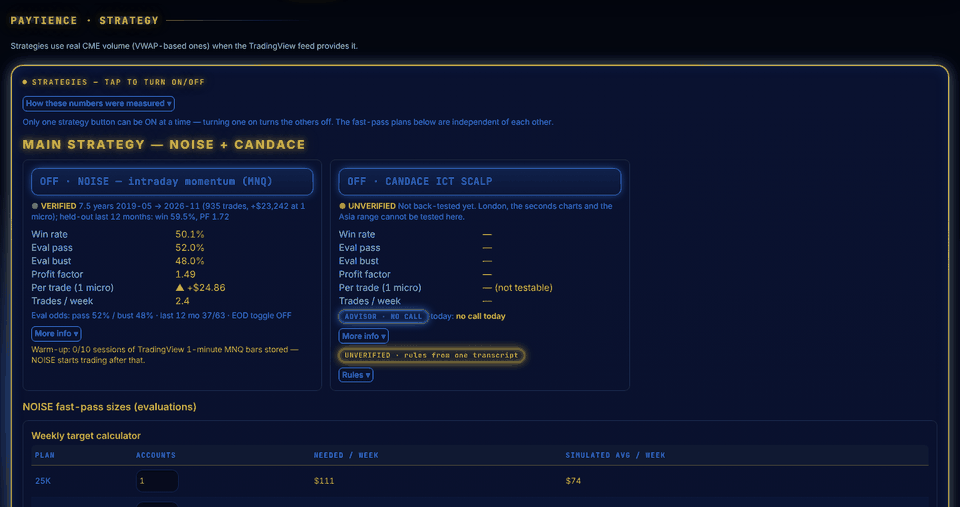 PAYTIENCE · STRATEGY
Strategies use real CME volume (VWAP-based ones) when the TradingView feed provides it.
STRATEGIES — TAP TO TURN ON/OFF
How these numbers were measured ▾
Only one strategy button can be ON at a time — turning one on turns the others off. The fast-pass plans below are independent of each other.
MAIN STRATEGY — NOISE + CANDACE
OFF · NOISE — intraday momentum (MNQ)
VERIFIED 7.5 years 2019-05 → 2026-11 (935 trades, +$23,242 at 1
micro); held-out last 12 months: win 59.5%, PF 1.72
Win rate 50.1%
Eval pass 52.0%
Eval bust 48.0%
Profit factor 1.49
Per trade (1 micro) ▲ +$24.86
Trades / week 2.4
Eval odds: pass 52% / bust 48% · last 12 mo 37/63 · EOD toggle OFF
More info ▾
Warm-up: 0/10 sessions of TradingView 1-minute MNQ bars stored —
NOISE starts trading after that.
OFF · CANDACE ICT SCALP
UNVERIFIED Not back-tested yet. London, the seconds charts and the
Asia range cannot be tested here.
Win rate —
Eval pass —
Eval bust —
Profit factor —
Per trade (1 micro) — (not testable)
Trades / week —
ADVISOR · NO CALL today: no call today
More info ▾
UNVERIFIED · rules from one transcript
Rules ▾
NOISE fast-pass sizes (evaluations)
Weekly target calculator
PLAN ACCOUNTS NEEDED / WEEK SIMULATED AVG / WEEK
25K 1 $111 $74